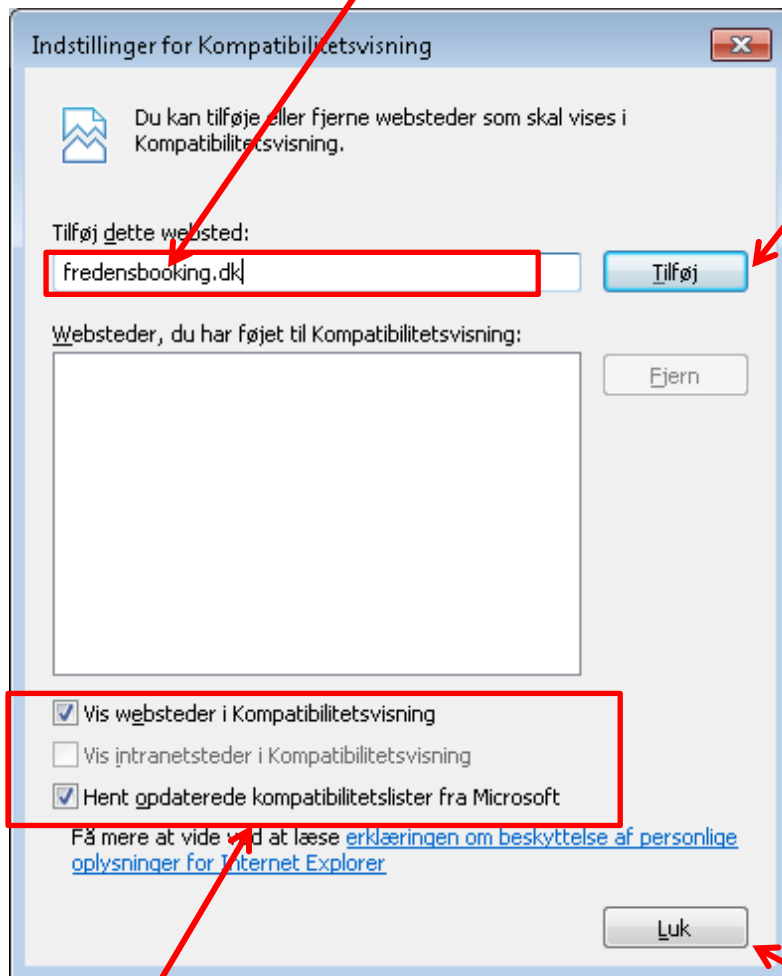 Indstillinger for Kompatibilitetsvisning
Du kan tilføje eller fjerne websteder som skal vises i
Kompatibilitetsvisning.
Tilføj dette websted:
fredensbooking.dk
Tilføj
Websteder, du har føjet til Kompatibilitetsvisning:
Fjern
Vis websteder i Kompatibilitetsvisning
Vis intranetsteder i Kompatibilitetsvisning
Hent opdaterede kompatibilitetslister fra Microsoft
Få mere at vide ved at læse erklæringen om beskyttelse af personlige
oplysninger for Internet Explorer
Luk